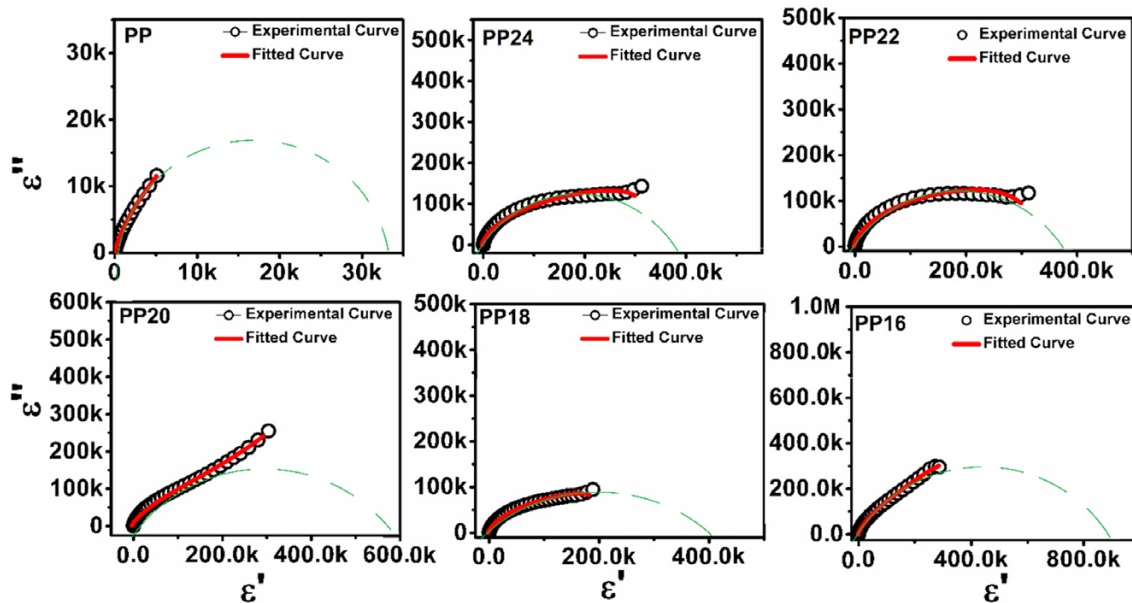 PP
Experimental Curve
Fitted Curve
30k
20k
10k
0
0
10k
20k
30k
ε''
PP24
Experimental Curve
Fitted Curve
500k
400k
300k
200k
100k
0
0
200.0k
400.0k
PP22
Experimental Curve
Fitted Curve
500k
400k
300k
200k
100k
0
0.0
200.0k
400.0k
PP20
Experimental Curve
Fitted Curve
600k
500k
400k
300k
200k
100k
0
0
200.0k
400.0k
600.0k
ε''
ε'
PP18
Experimental Curve
Fitted Curve
500k
400k
300k
200k
100k
0
0
200.0k
400.0k
ε'
PP16
Experimental Curve
Fitted Curve
1.0M
800.0k
600.0k
400.0k
200.0k
0.0
0.0
400.0k
800.0k
ε'